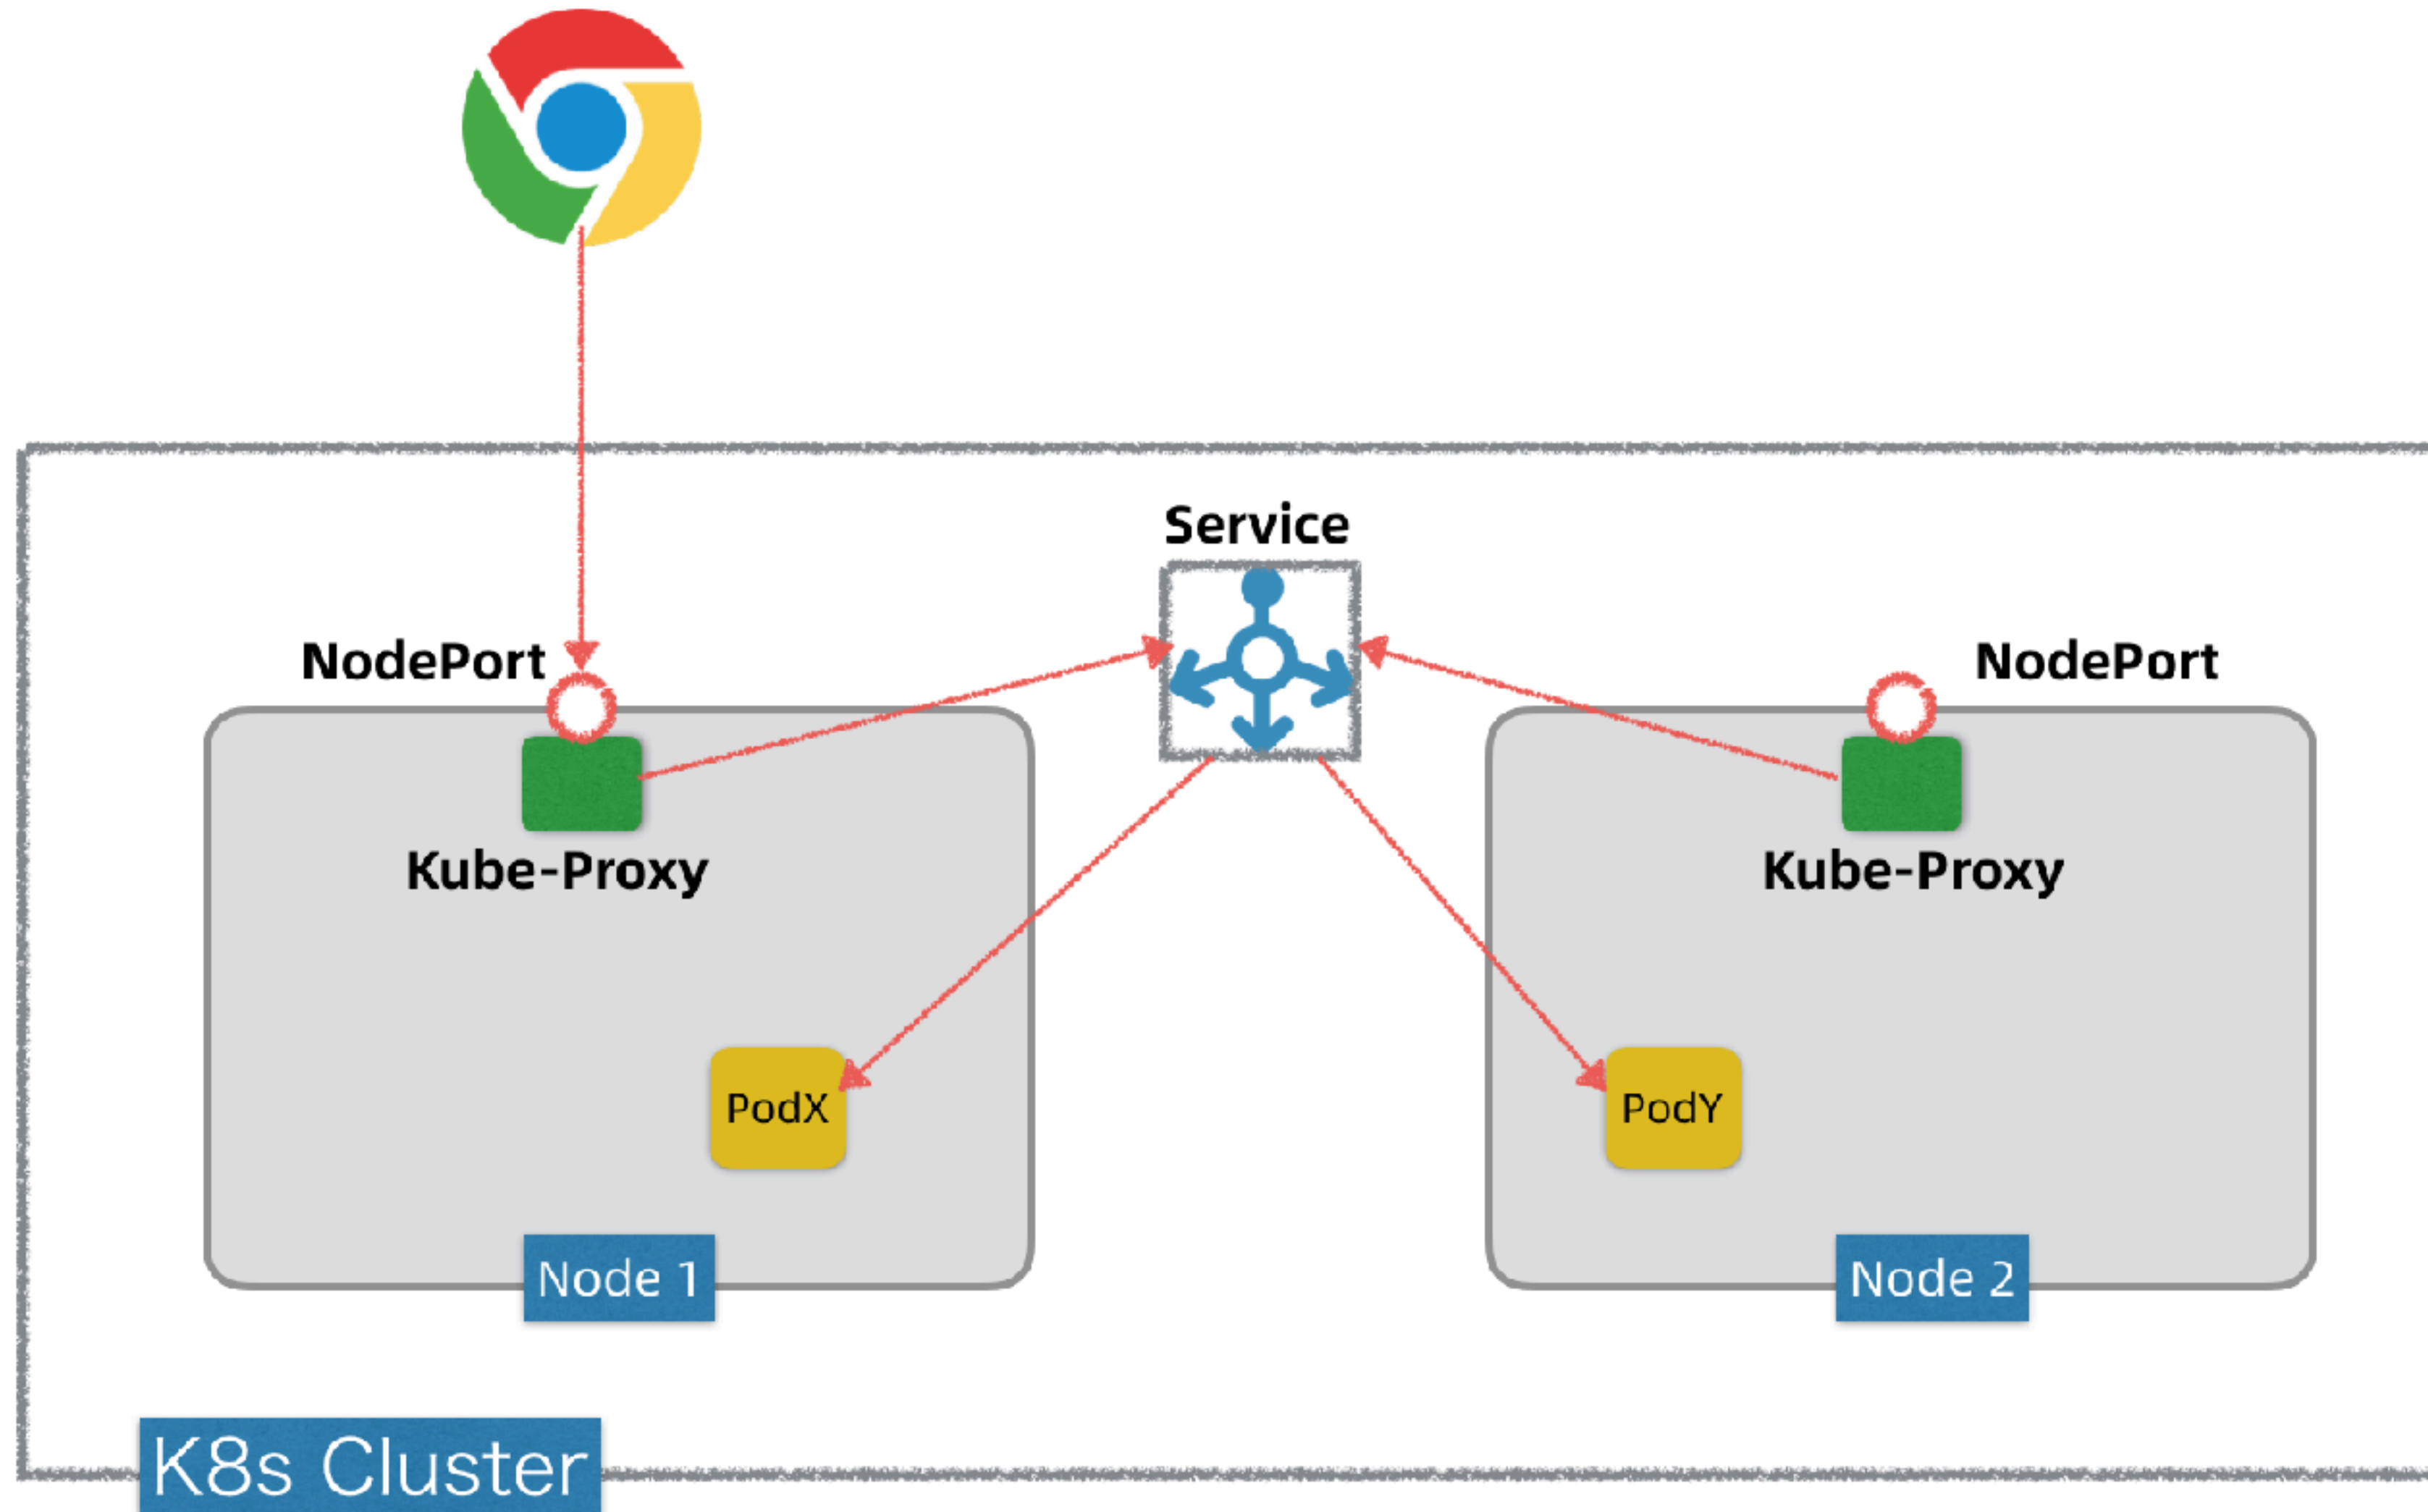 Service
NodePort
NodePort
Kube-Proxy
Kube-Proxy
PodX
PodY
Node 1
Node 2
K8s Cluster